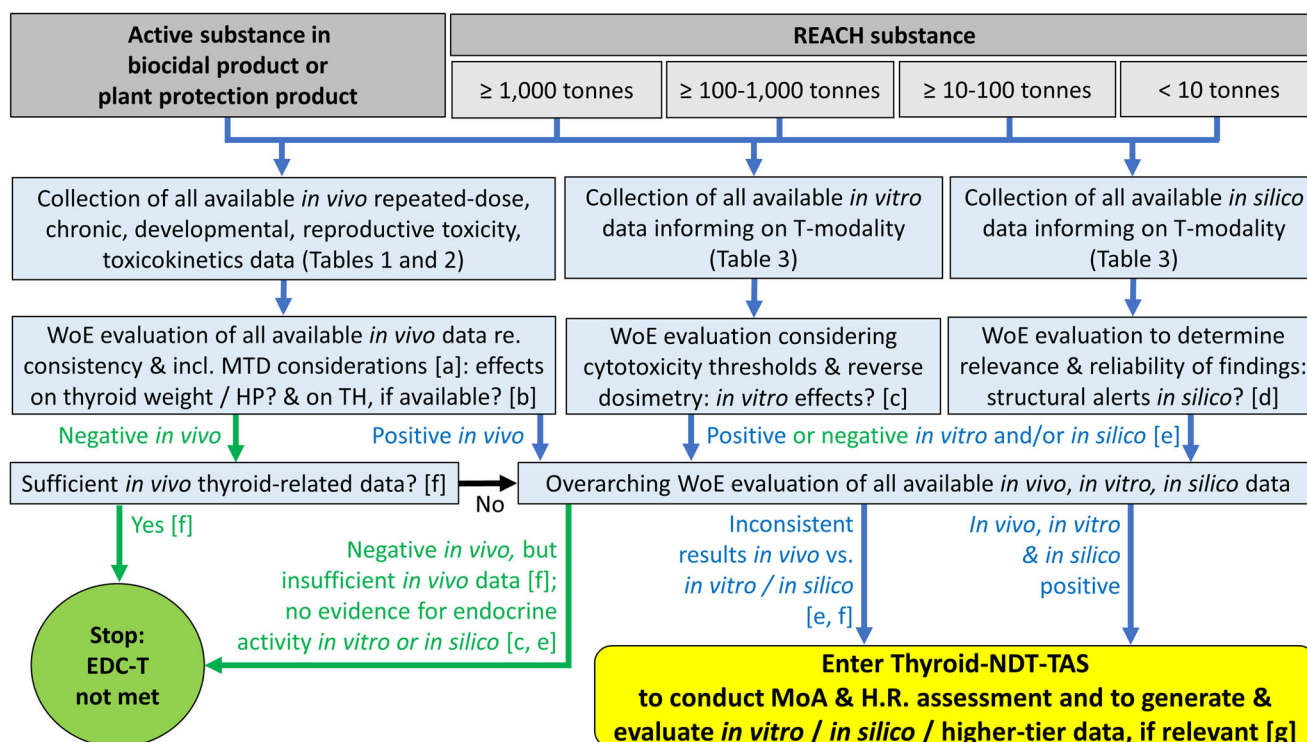 Active substance in
biocidal product or
plant protection product
REACH substance
≥ 1,000 tonnes
≥ 100-1,000 tonnes
≥ 10-100 tonnes
< 10 tonnes
Collection of all available in vivo repeated-dose,
chronic, developmental, reproductive toxicity,
toxicokinetics data (Tables 1 and 2)
Collection of all available in vitro
data informing on T-modality
(Table 3)
Collection of all available in silico
data informing on T-modality
(Table 3)
WoE evaluation of all available in vivo data re.
consistency & incl. MTD considerations [a]: effects
on thyroid weight / HP? & on TH, if available? [b]
WoE evaluation considering
cytotoxicity thresholds & reverse
dosimetry: in vitro effects? [c]
WoE evaluation to determine
relevance & reliability of findings:
structural alerts in silico? [d]
Negative in vivo
Positive in vivo
Positive or negative in vitro and/or in silico [e]
Sufficient in vivo thyroid-related data? [f]
No
Overarching WoE evaluation of all available in vivo, in vitro, in silico data
Yes [f]
Negative in vivo, but
insufficient in vivo data [f];
no evidence for endocrine
activity in vitro or in silico [c, e]
Inconsistent
results in vivo vs.
in vitro / in silico
[e, f]
In vivo, in vitro
& in silico
positive
Stop:
EDC-T
not met
Enter Thyroid-NDT-TAS
to conduct MoA & H.R. assessment and to generate &
evaluate in vitro / in silico / higher-tier data, if relevant [g]